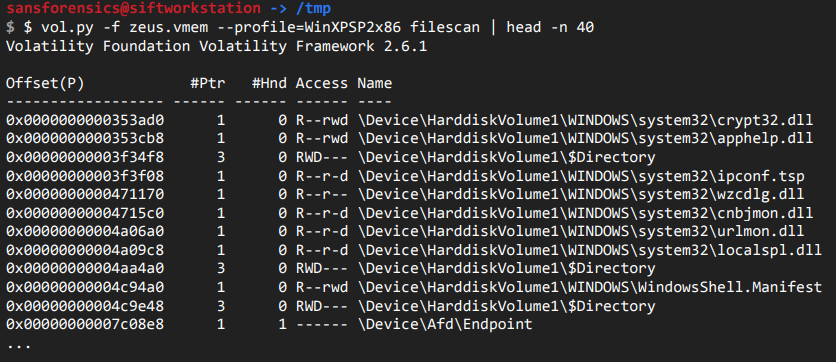 sansforensics@siftworkstation -> /tmp
$ $ vol.py -f zeus.vmem --profile=WinXPSP2x86 filescan | head -n 40
Volatility Foundation Volatility Framework 2.6.1
Offset(P)            #Ptr   #Hnd Access Name
------------------ ------ ------ ------ ----
0x0000000000353ad0      1      0 R--rwd \Device\HarddiskVolume1\WINDOWS\system32\crypt32.dll
0x0000000000353cb8      1      0 R--rwd \Device\HarddiskVolume1\WINDOWS\system32\apphelp.dll
0x00000000003f34f8      3      0 RWD--- \Device\HarddiskVolume1\$Directory
0x00000000003f3f08      1      0 R--r-d \Device\HarddiskVolume1\WINDOWS\system32\ipconf.tsp
0x0000000000471170      1      0 R--r-- \Device\HarddiskVolume1\WINDOWS\system32\wzcdlg.dll
0x00000000004715c0      1      0 R--r-d \Device\HarddiskVolume1\WINDOWS\system32\cnbjmon.dll
0x00000000004a06a0      1      0 R--r-d \Device\HarddiskVolume1\WINDOWS\system32\urlmon.dll
0x00000000004a09c8      1      0 R--r-d \Device\HarddiskVolume1\WINDOWS\system32\localspl.dll
0x00000000004aa4a0      3      0 RWD--- \Device\HarddiskVolume1\$Directory
0x00000000004c94a0      1      0 R--rwd \Device\HarddiskVolume1\WINDOWS\WindowsShell.Manifest
0x00000000004c9e48      3      0 RWD--- \Device\HarddiskVolume1\$Directory
0x00000000007c08e8      1      1 ------ \Device\Afd\Endpoint
...